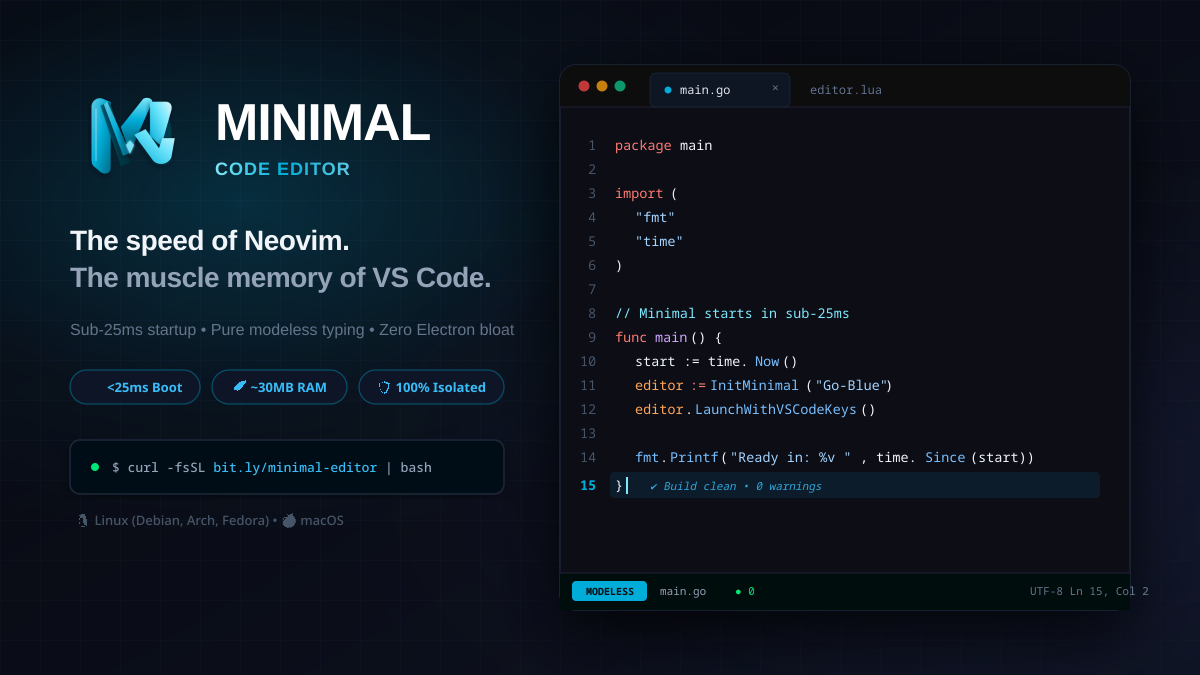 MINIMAL
CODE EDITOR
The speed of Neovim.
The muscle memory of VS Code.
Sub-25ms startup • Pure modeless typing • Zero Electron bloat
<25ms Boot
~30MB RAM
100% Isolated
$ curl -fsSL bit.ly/minimal-editor | bash
Linux (Debian, Arch, Fedora) • macOS
main.go ×
editor.lua
1 package main
2
3 import (
4 "fmt"
5 "time"
6 )
7
8 // Minimal starts in sub-25ms
9 func main() {
10 start := time. Now()
11 editor := InitMinimal ("Go-Blue")
12 editor.LaunchWithVSCodeKeys()
13
14 fmt.Printf("Ready in: %v " , time. Since (start))
15 } ✔ Build clean • 0 warnings
MODELESS main.go ● 0 UTF-8 Ln 15, Col 2